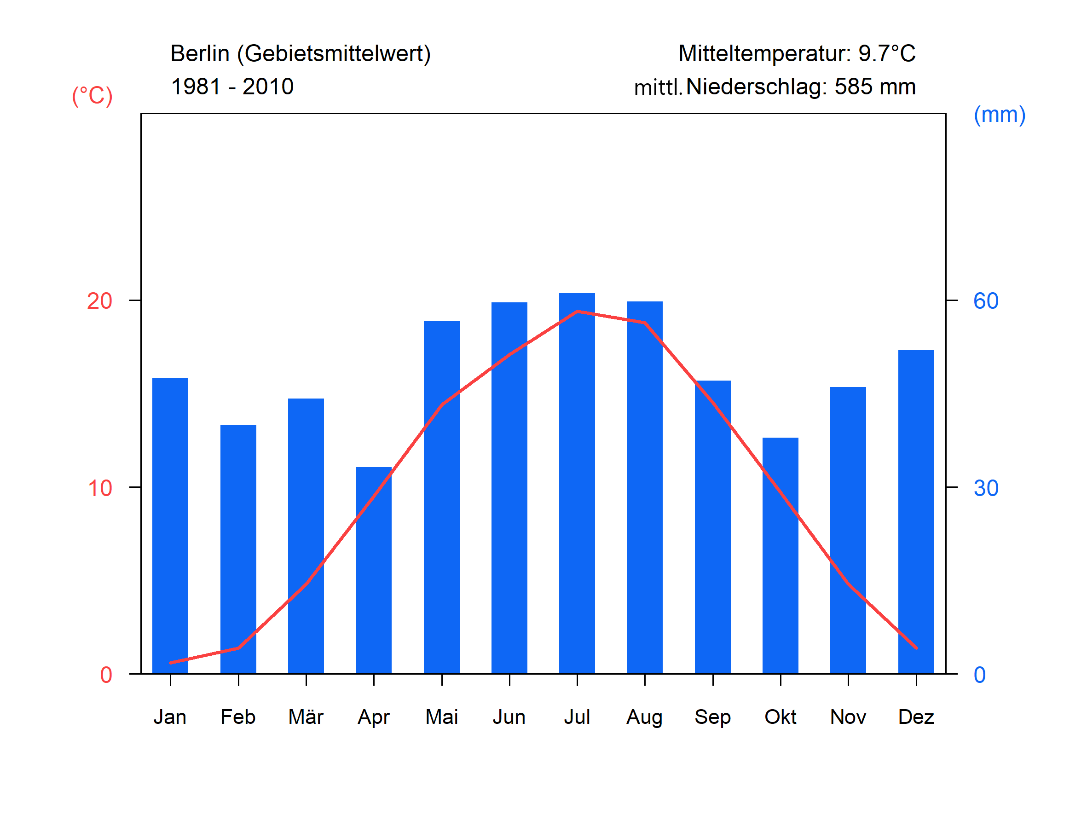 Berlin (Gebietsmittelwert)
Mitteltemperatur: 9.7°C
1981 - 2010
mittl.Niederschlag: 585 mm
(°C)
(mm)
20
60
10
30
0
0
Jan Feb Mär Apr Mai Jun Jul Aug Sep Okt Nov Dez